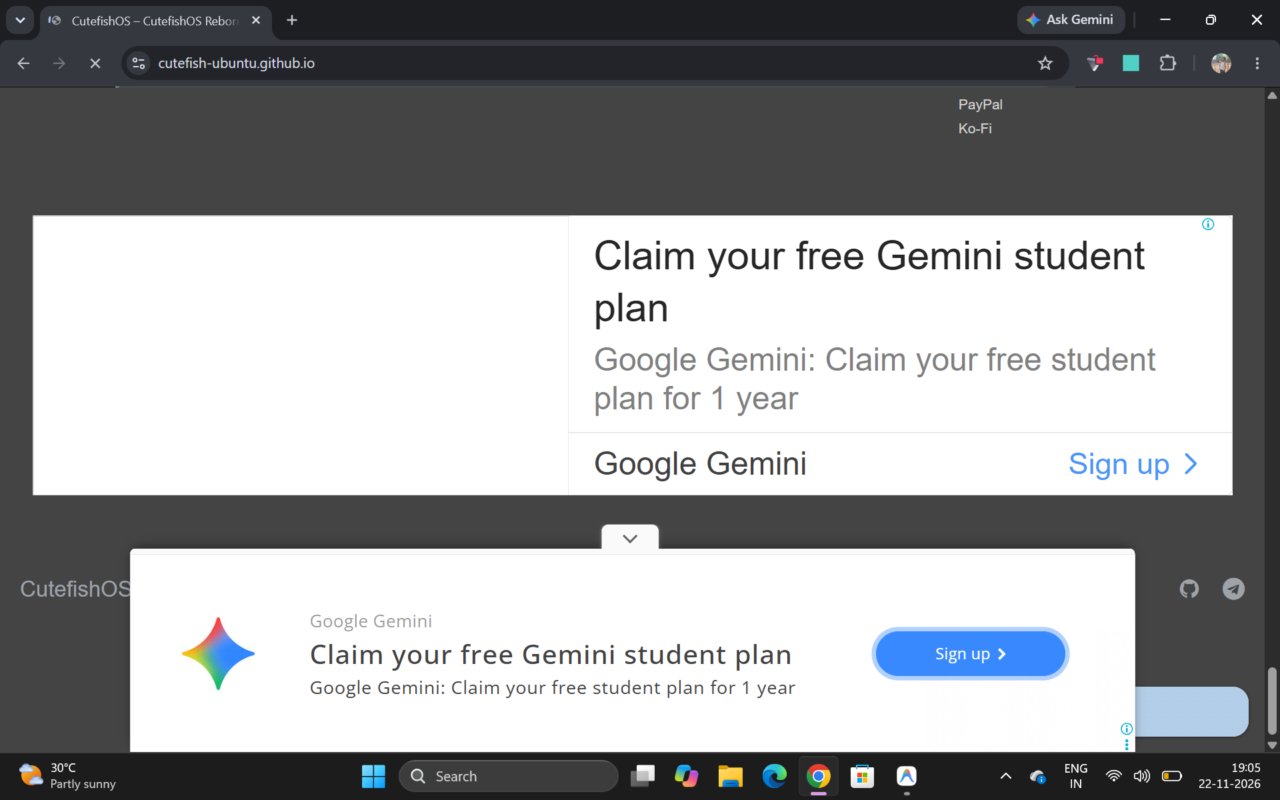 CutefishOS – CutefishOS Rebor
Ask Gemini
cutefish-ubuntu.github.io
PayPal
Ko-Fi
Claim your free Gemini student
plan
Google Gemini: Claim your free student
plan for 1 year
Google Gemini
Sign up
CutefishOS
Google Gemini
Claim your free Gemini student plan
Google Gemini: Claim your free student plan for 1 year
Sign up
30°C
Partly sunny
Search
ENG
IN
19:05
22-11-2026